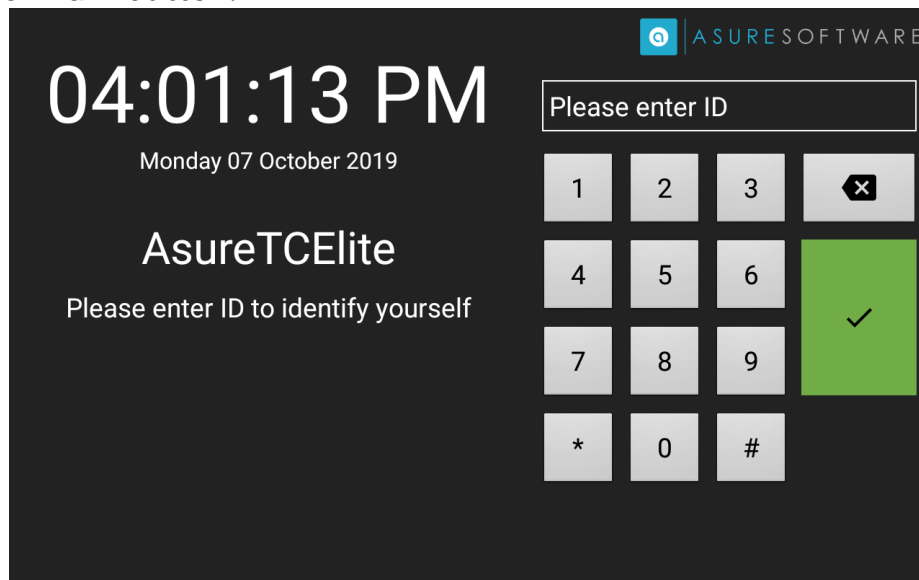 ASURESOFTWARE
04:01:13 PM
Monday 07 October 2019
AsureTCElite
Please enter ID to identify yourself
Please enter ID
1 2 3
4 5 6
7 8 9
* 0 #